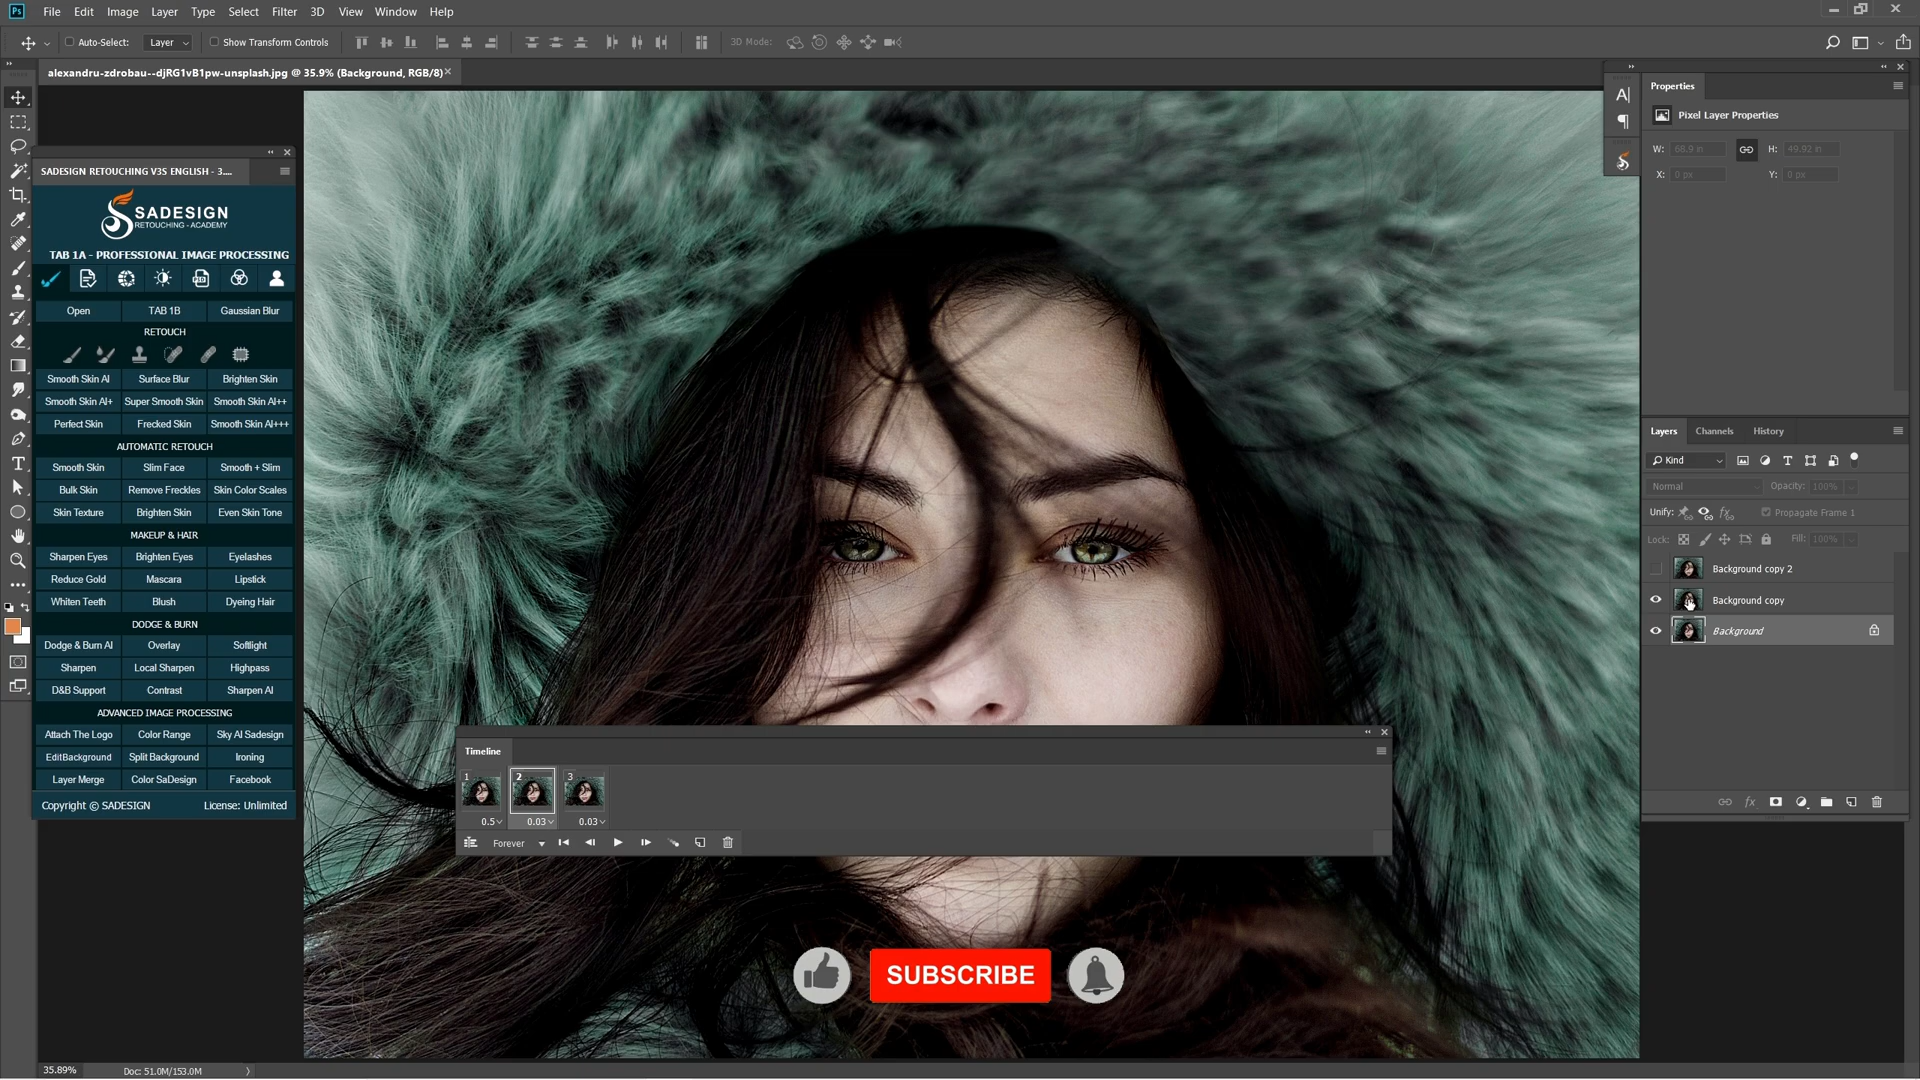 Ps File Edit Image Layer Type Select Filter 3D View Window Help
Auto-Select: Layer Show Transform Controls 3D Mode:
alexandru-zdrobau--djRG1vB1pw-unsplash.jpg @ 35.9% (Background, RGB/8)
SADESIGN RETOUCHING V3S ENGLISH - 3....
SADESIGN
RETOUCHING - ACADEMY
TAB 1A - PROFESSIONAL IMAGE PROCESSING
Open TAB 1B Gaussian Blur
RETOUCH
Smooth Skin AI Surface Blur Brighten Skin
Smooth Skin AI+ Super Smooth Skin Smooth Skin AI++
Perfect Skin Frecked Skin Smooth Skin AI+++
AUTOMATIC RETOUCH
Smooth Skin Slim Face Smooth + Slim
Bulk Skin Remove Freckles Skin Color Scales
Skin Texture Brighten Skin Even Skin Tone
MAKEUP & HAIR
Sharpen Eyes Brighten Eyes Eyelashes
Reduce Gold Mascara Lipstick
Whiten Teeth Blush Dyeing Hair
DODGE & BURN
Dodge & Burn AI Overlay Softlight
Sharpen Local Sharpen Highpass
D&B Support Contrast Sharpen AI
ADVANCED IMAGE PROCESSING
Attach The Logo Color Range Sky AI Sadesign
EditBackground Split Background Ironing
Layer Merge Color SaDesign Facebook
Copyright © SADESIGN License: Unlimited
Properties
Pixel Layer Properties
W: 68.9 in H: 49.92 in
X: 0 px Y: 0 px
Layers Channels History
Kind
Normal Opacity: 100%
Unify: Propagate Frame 1
Lock: Fill: 100%
Background copy 2
Background copy
Background
Timeline
1 2 3
0.5 0.03 0.03
Forever
SUBSCRIBE
35.89% Doc: 51.0M/153.0M